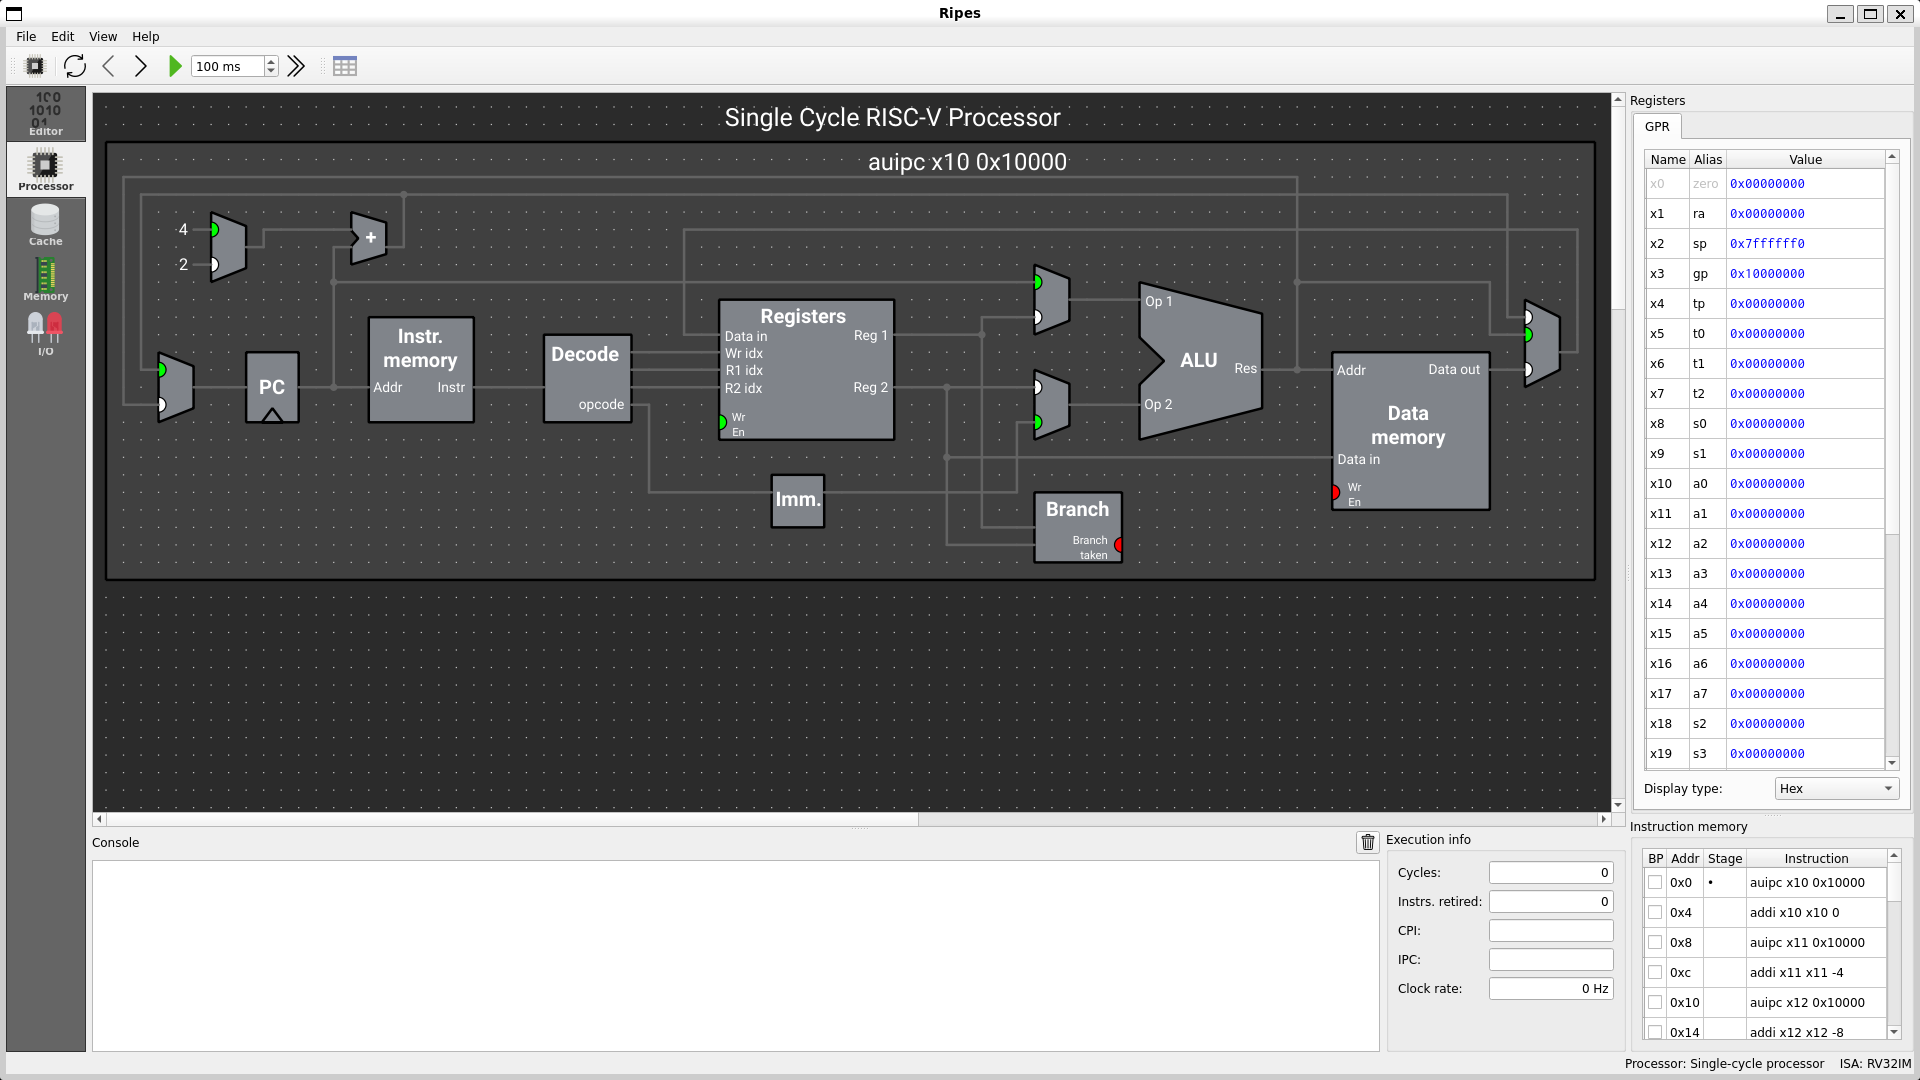 Ripes
File Edit View Help
100 ms
Editor
Processor
Cache
Memory
I/O
Single Cycle RISC-V Processor
auipc x10 0x10000
4
2
+
PC
Instr.
memory
Addr Instr
Decode
opcode
Registers
Data in Reg 1
Wr idx
R1 idx
R2 idx Reg 2
Wr
En
Imm.
Op 1
ALU
Res
Op 2
Branch
Branch
taken
Addr Data out
Data
memory
Data in
Wr
En
Registers
GPR
Name Alias Value
x0 zero 0x00000000
x1 ra 0x00000000
x2 sp 0x7ffffff0
x3 gp 0x10000000
x4 tp 0x00000000
x5 t0 0x00000000
x6 t1 0x00000000
x7 t2 0x00000000
x8 s0 0x00000000
x9 s1 0x00000000
x10 a0 0x00000000
x11 a1 0x00000000
x12 a2 0x00000000
x13 a3 0x00000000
x14 a4 0x00000000
x15 a5 0x00000000
x16 a6 0x00000000
x17 a7 0x00000000
x18 s2 0x00000000
x19 s3 0x00000000
Display type: Hex
Console
Execution info
Cycles: 0
Instrs. retired: 0
CPI:
IPC:
Clock rate: 0 Hz
Instruction memory
BP Addr Stage Instruction
0x0 • auipc x10 0x10000
0x4 addi x10 x10 0
0x8 auipc x11 0x10000
0xc addi x11 x11 -4
0x10 auipc x12 0x10000
0x14 addi x12 x12 -8
Processor: Single-cycle processor ISA: RV32IM